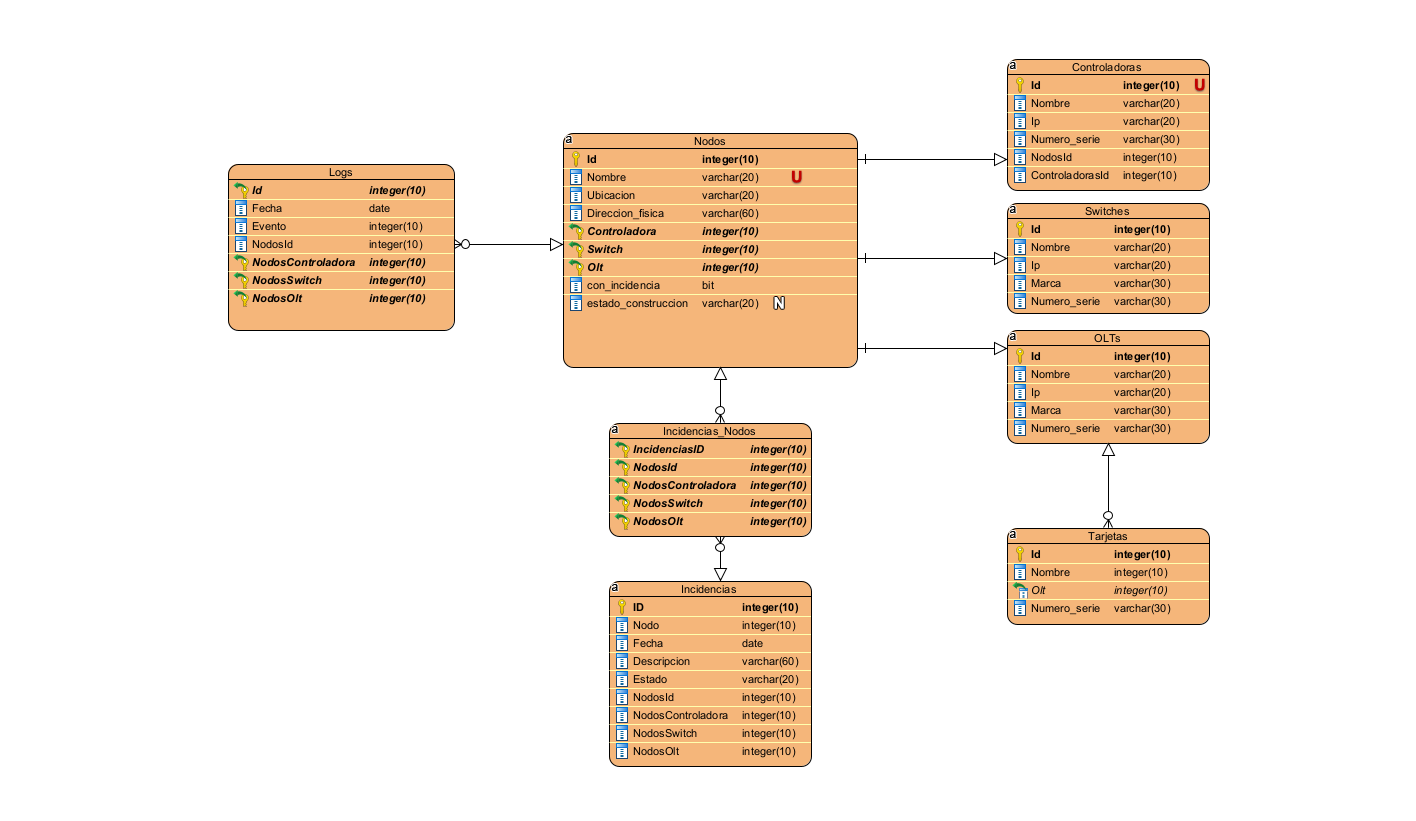 Logs
Id integer(10)
Fecha date
Evento integer(10)
NodosId integer(10)
NodosControladora integer(10)
NodosSwitch integer(10)
NodosOlt integer(10)
a
Nodos
Id integer(10)
Nombre varchar(20) U
Ubicacion varchar(20)
Direccion_fisica varchar(60)
Controladora integer(10)
Switch integer(10)
Olt integer(10)
con_incidencia bit
estado_construccion varchar(20) N
a
Controladoras
Id integer(10) U
Nombre varchar(20)
Ip varchar(20)
Numero_serie varchar(30)
NodosId integer(10)
ControladorasId integer(10)
a
Switches
Id integer(10)
Nombre varchar(20)
Ip varchar(20)
Marca varchar(30)
Numero_serie varchar(30)
a
OLTs
Id integer(10)
Nombre varchar(20)
Ip varchar(20)
Marca varchar(30)
Numero_serie varchar(30)
a
Incidencias_Nodos
IncidenciasID integer(10)
NodosId integer(10)
NodosControladora integer(10)
NodosSwitch integer(10)
NodosOlt integer(10)
a
Tarjetas
Id integer(10)
Nombre integer(10)
Olt integer(10)
Numero_serie varchar(30)
a
Incidencias
ID integer(10)
Nodo integer(10)
Fecha date
Descripcion varchar(60)
Estado varchar(20)
NodosId integer(10)
NodosControladora integer(10)
NodosSwitch integer(10)
NodosOlt integer(10)